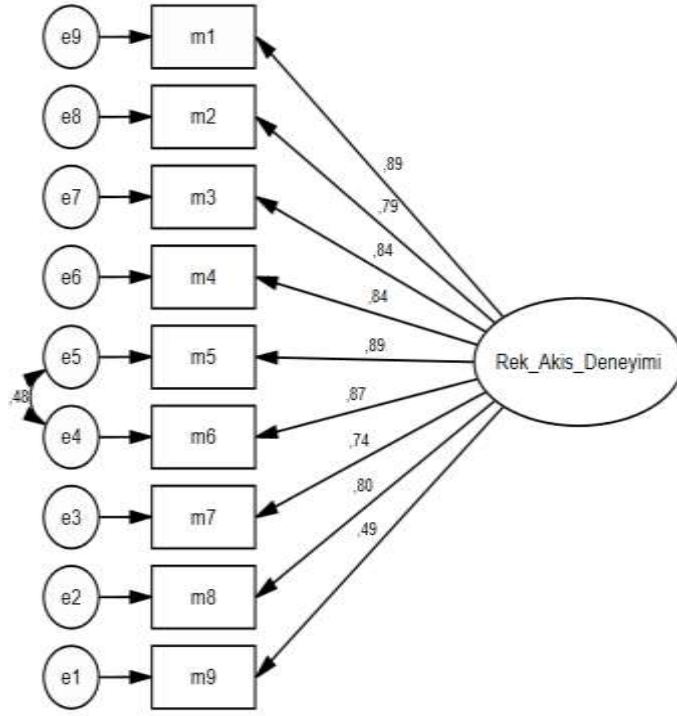 e9 m1
e8 m2
,89
e7 m3
,79
,84
e6 m4
,84
e5 m5
,89
Rek_Akis_Deneyimi
,48
,87
e4 m6
,74
,80
e3 m7
,49
e2 m8
e1 m9